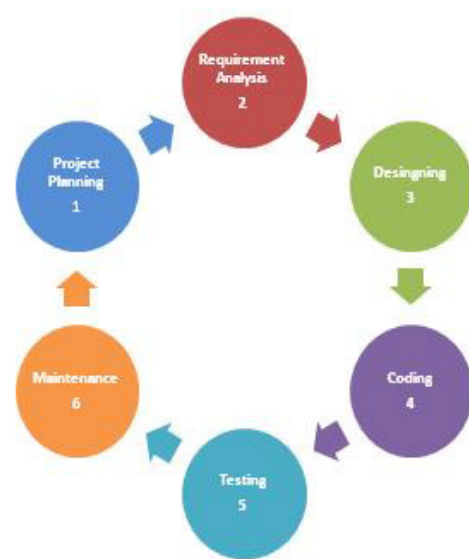 Project
Planning
1
Requirement
Analysis
2
Desingning
3
Coding
4
Testing
5
Maintenance
6